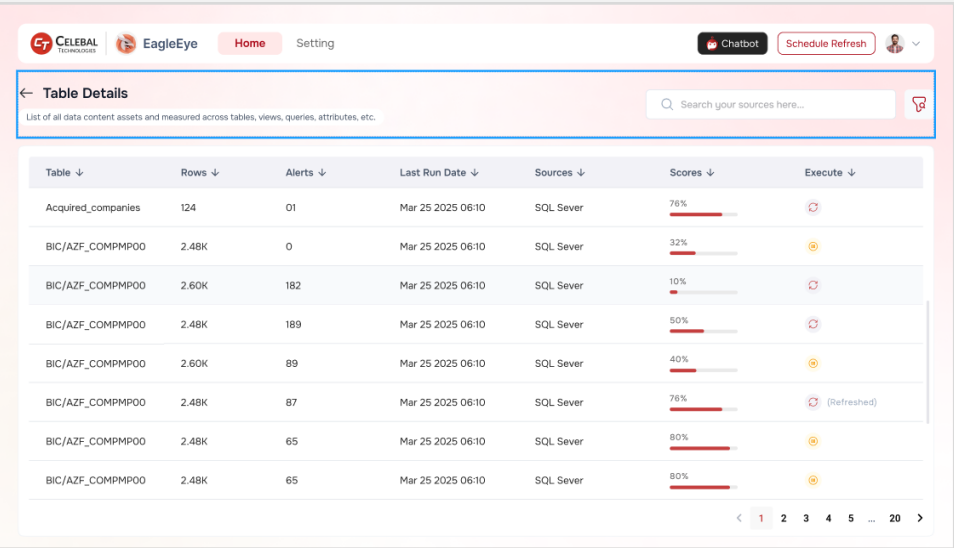 CELEBAL TECHNOLOGIES EagleEye Home Setting Chatbot Schedule Refresh
Table Details
Search your sources here...
List of all data content assets and measured across tables, views, queries, attributes, etc.
Table Rows Alerts Last Run Date Sources Scores Execute
Acquired_companies 124 01 Mar 25 2025 06:10 SQL Sever 76%
BIC/AZF_COMPMP00 2.48K 0 Mar 25 2025 06:10 SQL Sever 32%
BIC/AZF_COMPMP00 2.60K 182 Mar 25 2025 06:10 SQL Sever 10%
BIC/AZF_COMPMP00 2.48K 189 Mar 25 2025 06:10 SQL Sever 50%
BIC/AZF_COMPMP00 2.60K 89 Mar 25 2025 06:10 SQL Sever 40%
BIC/AZF_COMPMP00 2.48K 87 Mar 25 2025 06:10 SQL Sever 76% (Refreshed)
BIC/AZF_COMPMP00 2.48K 65 Mar 25 2025 06:10 SQL Sever 80%
BIC/AZF_COMPMP00 2.48K 65 Mar 25 2025 06:10 SQL Sever 80%
1 2 3 4 5 ... 20